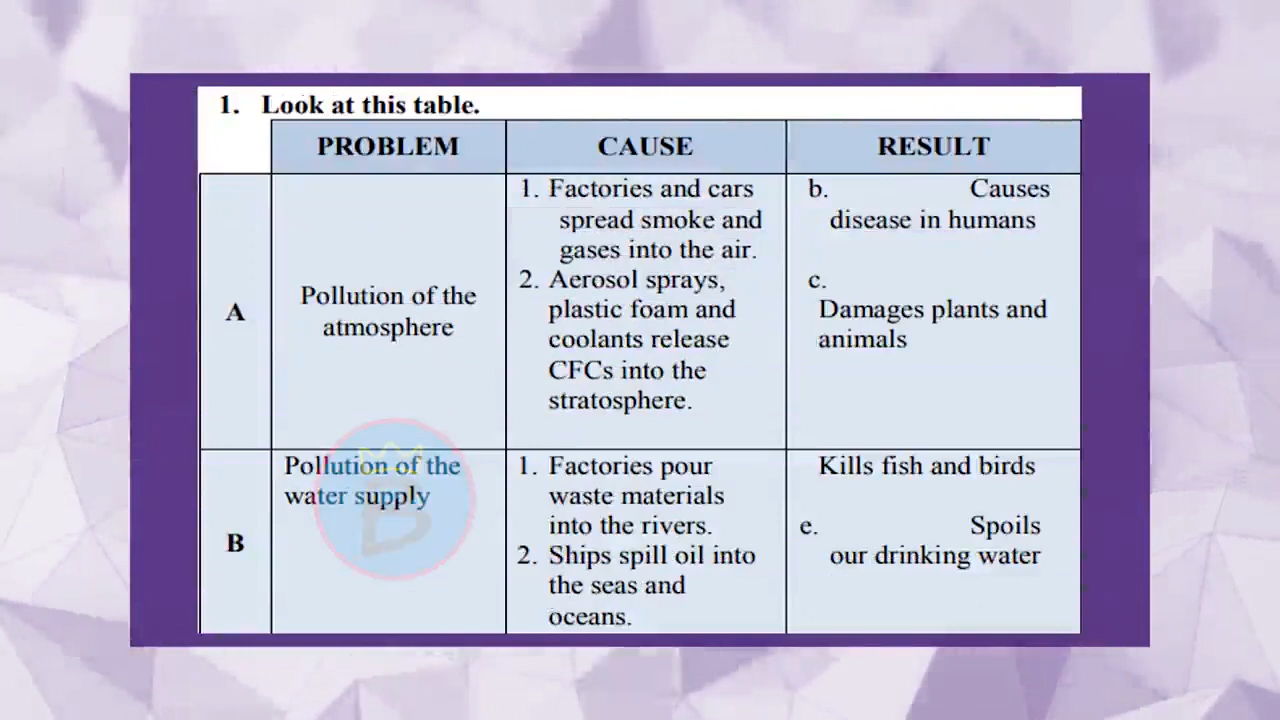 1. Look at this table.
PROBLEM CAUSE RESULT
A
Pollution of the
atmosphere
1. Factories and cars
spread smoke and
gases into the air.
2. Aerosol sprays,
plastic foam and
coolants release
CFCs into the
stratosphere.
b. Causes
disease in humans
c.
Damages plants and
animals
B
Pollution of the
water supply
1. Factories pour
waste materials
into the rivers.
2. Ships spill oil into
the seas and
oceans.
Kills fish and birds
e. Spoils
our drinking water
B